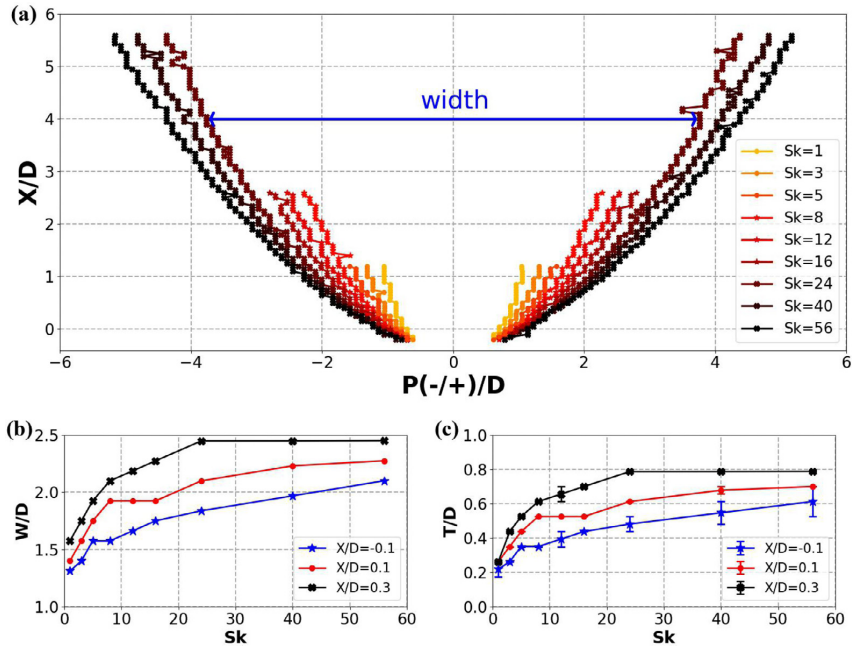 (a)
6
5
4
3
2
1
0
X/D
width
Sk=1
Sk=3
Sk=5
Sk=8
Sk=12
Sk=16
Sk=24
Sk=40
Sk=56
-6 -4 -2 0 2 4 6
P(-/+)/D
(b)
2.5
2.0
1.5
1.0
W/D
X/D=-0.1
X/D=0.1
X/D=0.3
0 10 20 30 40 50 60
Sk
(c)
1.0
0.8
0.6
0.4
0.2
0.0
T/D
X/D=-0.1
X/D=0.1
X/D=0.3
0 10 20 30 40 50 60
Sk